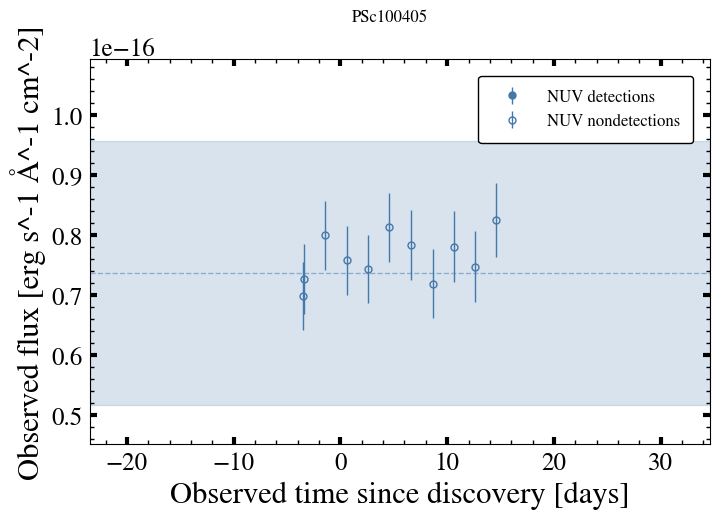 PSc100405
1e−16
NUV detections
NUV nondetections
1.0
0.9
0.8
0.7
0.6
0.5
Observed flux [erg s^-1 Å^-1 cm^-2]
−20
−10
0
10
20
30
Observed time since discovery [days]